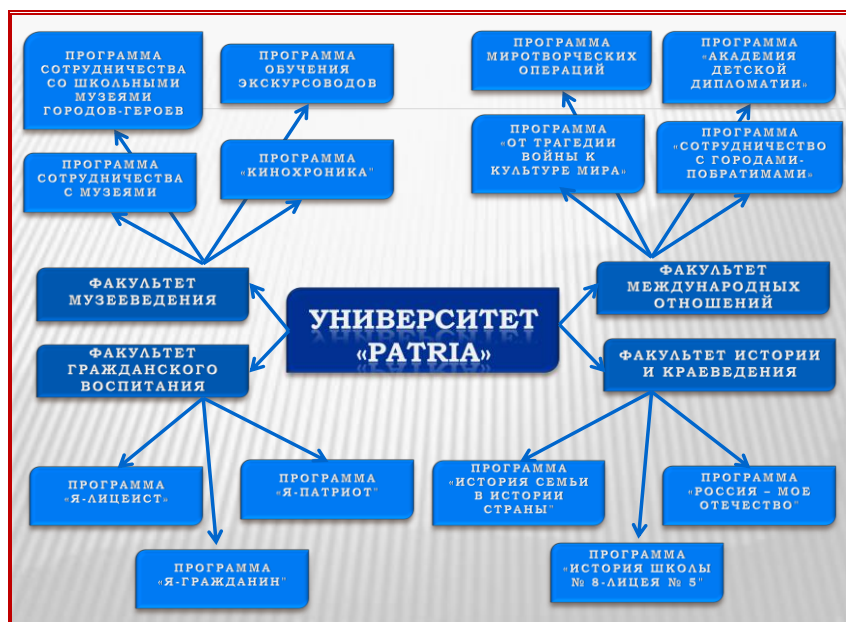 ПРОГРАММА
СОТРУДНИЧЕСТВА
СО ШКОЛЬНЫМИ
МУЗЕЯМИ
ГОРОДОВ-ГЕРОЕВ
ПРОГРАММА
ОБУЧЕНИЯ
ЭКСКУРСОВОДОВ
ПРОГРАММА
МИРОТВОРЧЕСКИХ
ОПЕРАЦИЙ
ПРОГРАММА
«АКАДЕМИЯ
ДЕТСКОЙ
ДИПЛОМАТИИ»
ПРОГРАММА
СОТРУДНИЧЕСТВА
С МУЗЕЯМИ
ПРОГРАММА
«КИНОХРОНИКА"
ПРОГРАММА
«ОТ ТРАГЕДИИ
ВОЙНЫ К
КУЛЬТУРЕ МИРА»
ПРОГРАММА
«СОТРУДНИЧЕСТВО
С ГОРОДАМИ-
ПОБРАТИМАМИ»
ФАКУЛЬТЕТ
МУЗЕЕВЕДЕНИЯ
ФАКУЛЬТЕТ
МЕЖДУНАРОДНЫХ
ОТНОШЕНИЙ
УНИВЕРСИТЕТ
«PATRIA»
ФАКУЛЬТЕТ
ГРАЖДАНСКОГО
ВОСПИТАНИЯ
ФАКУЛЬТЕТ ИСТОРИИ
И КРАЕВЕДЕНИЯ
ПРОГРАММА
«Я-ЛИЦЕИСТ»
ПРОГРАММА
«Я-ПАТРИОТ"
ПРОГРАММА
«ИСТОРИЯ СЕМЬИ
В ИСТОРИИ
СТРАНЫ"
ПРОГРАММА
«РОССИЯ – МОЕ
ОТЕЧЕСТВО"
ПРОГРАММА
«Я-ГРАЖДАНИН"
ПРОГРАММА
«ИСТОРИЯ ШКОЛЫ
№ 8-ЛИЦЕЯ № 5"